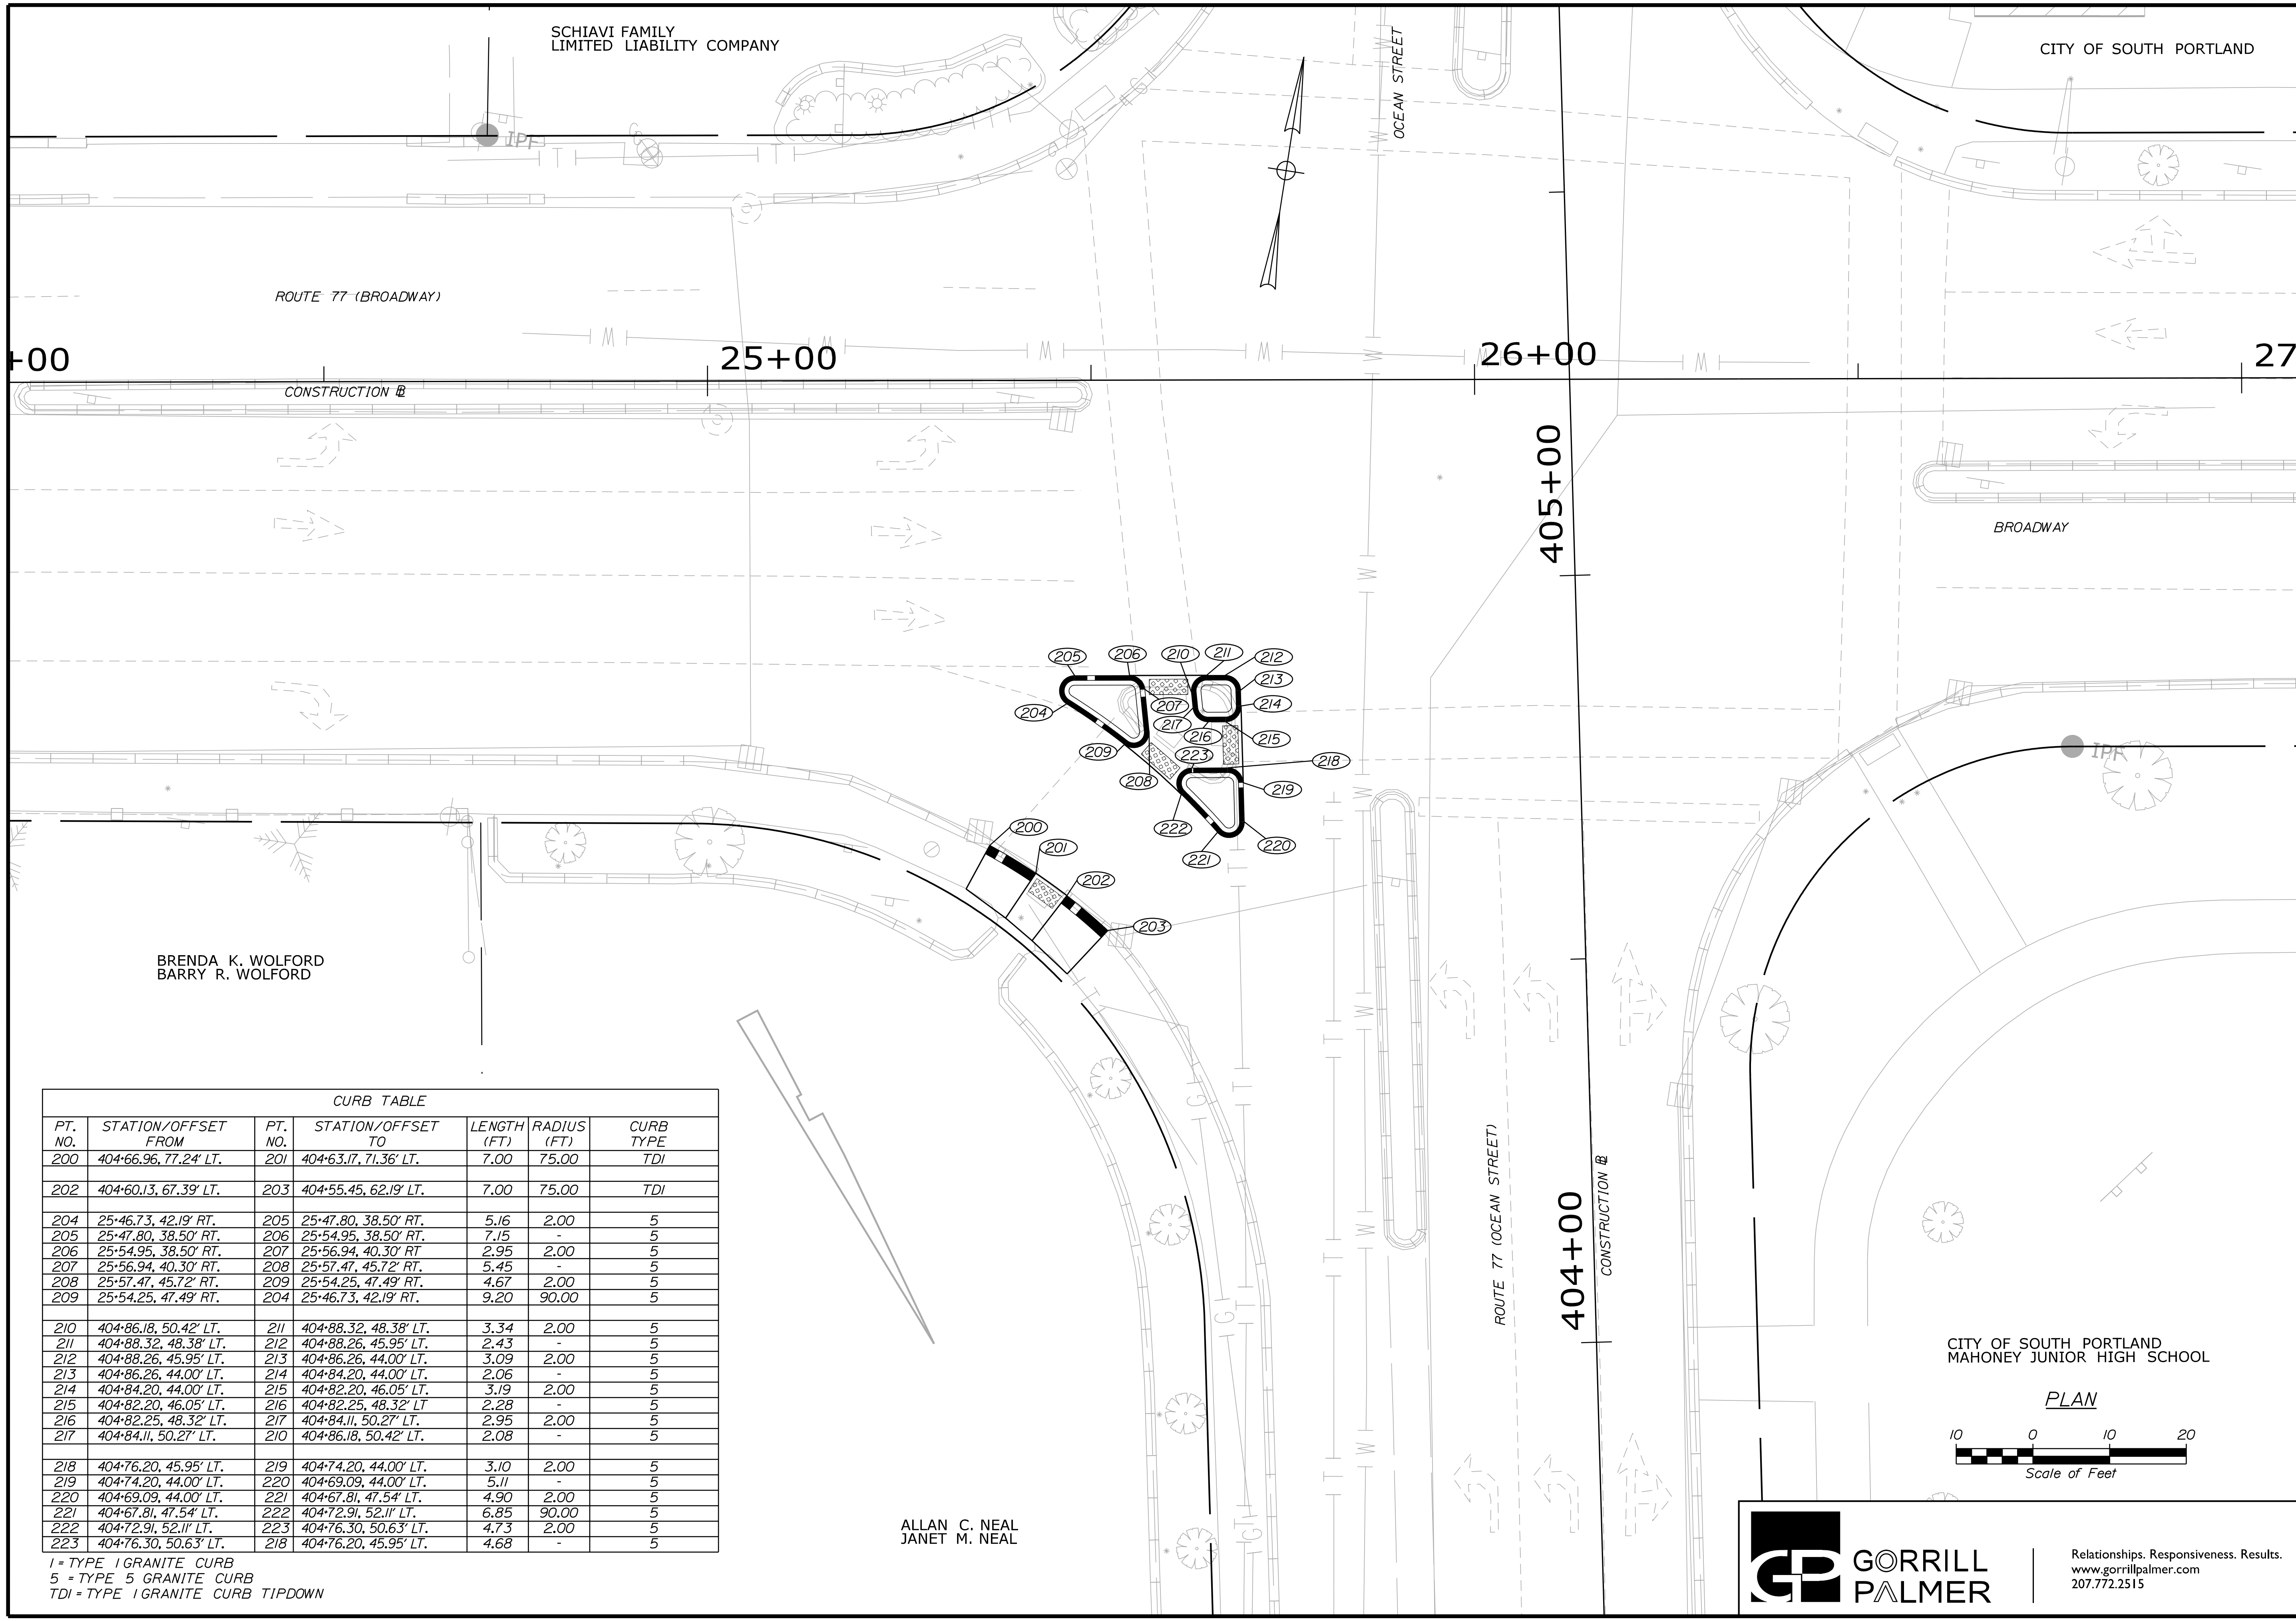 SCHIAVI FAMILY
LIMITED LIABILITY COMPANY
OCEAN STREET
CITY OF SOUTH PORTLAND
IPF
ROUTE 77 (BROADWAY)
+00
25+00
26+00
27
CONSTRUCTION BL
405+00
BROADWAY
205
206
210
211
212
213
204
207
214
217
216
215
209
223
218
208
219
222
220
221
200
201
202
203
IPF
BRENDA K. WOLFORD
BARRY R. WOLFORD
CURB TABLE
PT. STATION/OFFSET PT. STATION/OFFSET LENGTH RADIUS CURB
NO. FROM NO. TO (FT) (FT) TYPE
200 404+66.96, 77.24' LT. 201 404+63.17, 71.36' LT. 7.00 75.00 TD1
202 404+60.13, 67.39' LT. 203 404+55.45, 62.19' LT. 7.00 75.00 TD1
204 25+46.73, 42.19' RT. 205 25+47.80, 38.50' RT. 5.16 2.00 5
205 25+47.80, 38.50' RT. 206 25+54.95, 38.50' RT. 7.15 - 5
206 25+54.95, 38.50' RT. 207 25+56.94, 40.30' RT 2.95 2.00 5
207 25+56.94, 40.30' RT. 208 25+57.47, 45.72' RT. 5.45 - 5
208 25+57.47, 45.72' RT. 209 25+54.25, 47.49' RT. 4.67 2.00 5
209 25+54.25, 47.49' RT. 204 25+46.73, 42.19' RT. 9.20 90.00 5
210 404+86.18, 50.42' LT. 211 404+88.32, 48.38' LT. 3.34 2.00 5
211 404+88.32, 48.38' LT. 212 404+88.26, 45.95' LT. 2.43 - 5
212 404+88.26, 45.95' LT. 213 404+86.26, 44.00' LT. 3.09 2.00 5
213 404+86.26, 44.00' LT. 214 404+84.20, 44.00' LT. 2.06 - 5
214 404+84.20, 44.00' LT. 215 404+82.20, 46.05' LT. 3.19 2.00 5
215 404+82.20, 46.05' LT. 216 404+82.25, 48.32' LT 2.28 - 5
216 404+82.25, 48.32' LT. 217 404+84.11, 50.27' LT. 2.95 2.00 5
217 404+84.11, 50.27' LT. 210 404+86.18, 50.42' LT. 2.08 - 5
218 404+76.20, 45.95' LT. 219 404+74.20, 44.00' LT. 3.10 2.00 5
219 404+74.20, 44.00' LT. 220 404+69.09, 44.00' LT. 5.11 - 5
220 404+69.09, 44.00' LT. 221 404+67.81, 47.54' LT. 4.90 2.00 5
221 404+67.81, 47.54' LT. 222 404+72.91, 52.11' LT. 6.85 90.00 5
222 404+72.91, 52.11' LT. 223 404+76.30, 50.63' LT. 4.73 2.00 5
223 404+76.30, 50.63' LT. 218 404+76.20, 45.95' LT. 4.68 - 5
1 = TYPE 1 GRANITE CURB
5 = TYPE 5 GRANITE CURB
TD1 = TYPE 1 GRANITE CURB TIPDOWN
ALLAN C. NEAL
JANET M. NEAL
ROUTE 77 (OCEAN STREET)
404+00
CONSTRUCTION BL
CITY OF SOUTH PORTLAND
MAHONEY JUNIOR HIGH SCHOOL
PLAN
10 0 10 20
Scale of Feet
GP
GORRILL
PALMER
Relationships. Responsiveness. Results.
www.gorrillpalmer.com
207.772.2515